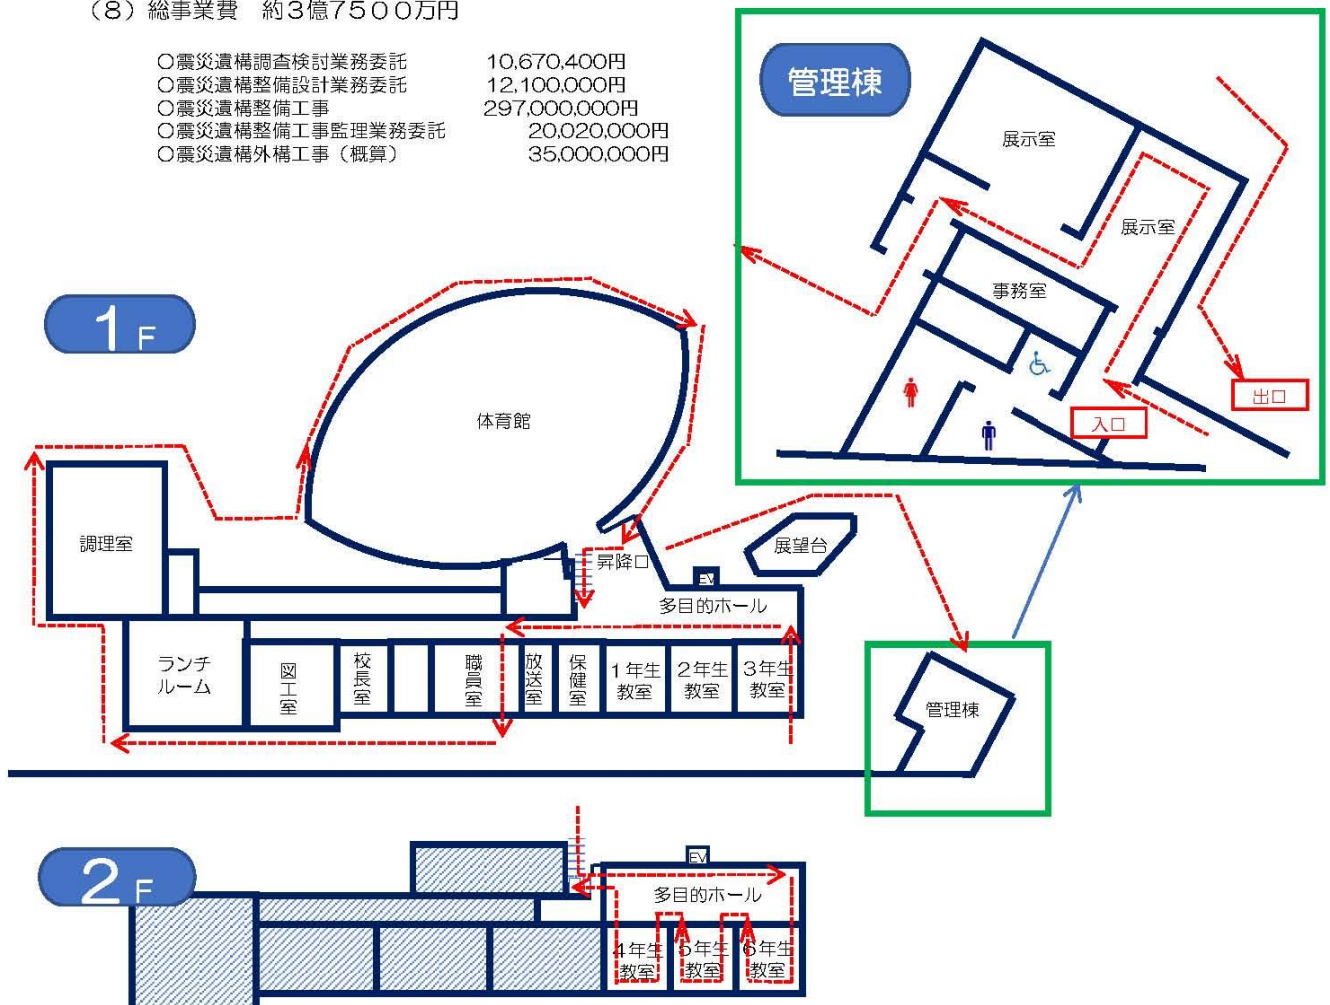 （8）総事業費　約3億7500万円
○震災遺構調査検討業務委託　10,670,400円
○震災遺構整備設計業務委託　12,100,000円
○震災遺構整備工事　297,000,000円
○震災遺構整備工事監理業務委託　20,020,000円
○震災遺構外構工事（概算）　35,000,000円
管理棟
展示室
展示室
事務室
入口
出口
1F
体育館
調理室
昇降口
展望台
EV
多目的ホール
ランチ
ルーム
図工室
校長室
職員室
放送室
保健室
1年生
教室
2年生
教室
3年生
教室
管理棟
2F
EV
多目的ホール
4年生
教室
5年生
教室
6年生
教室